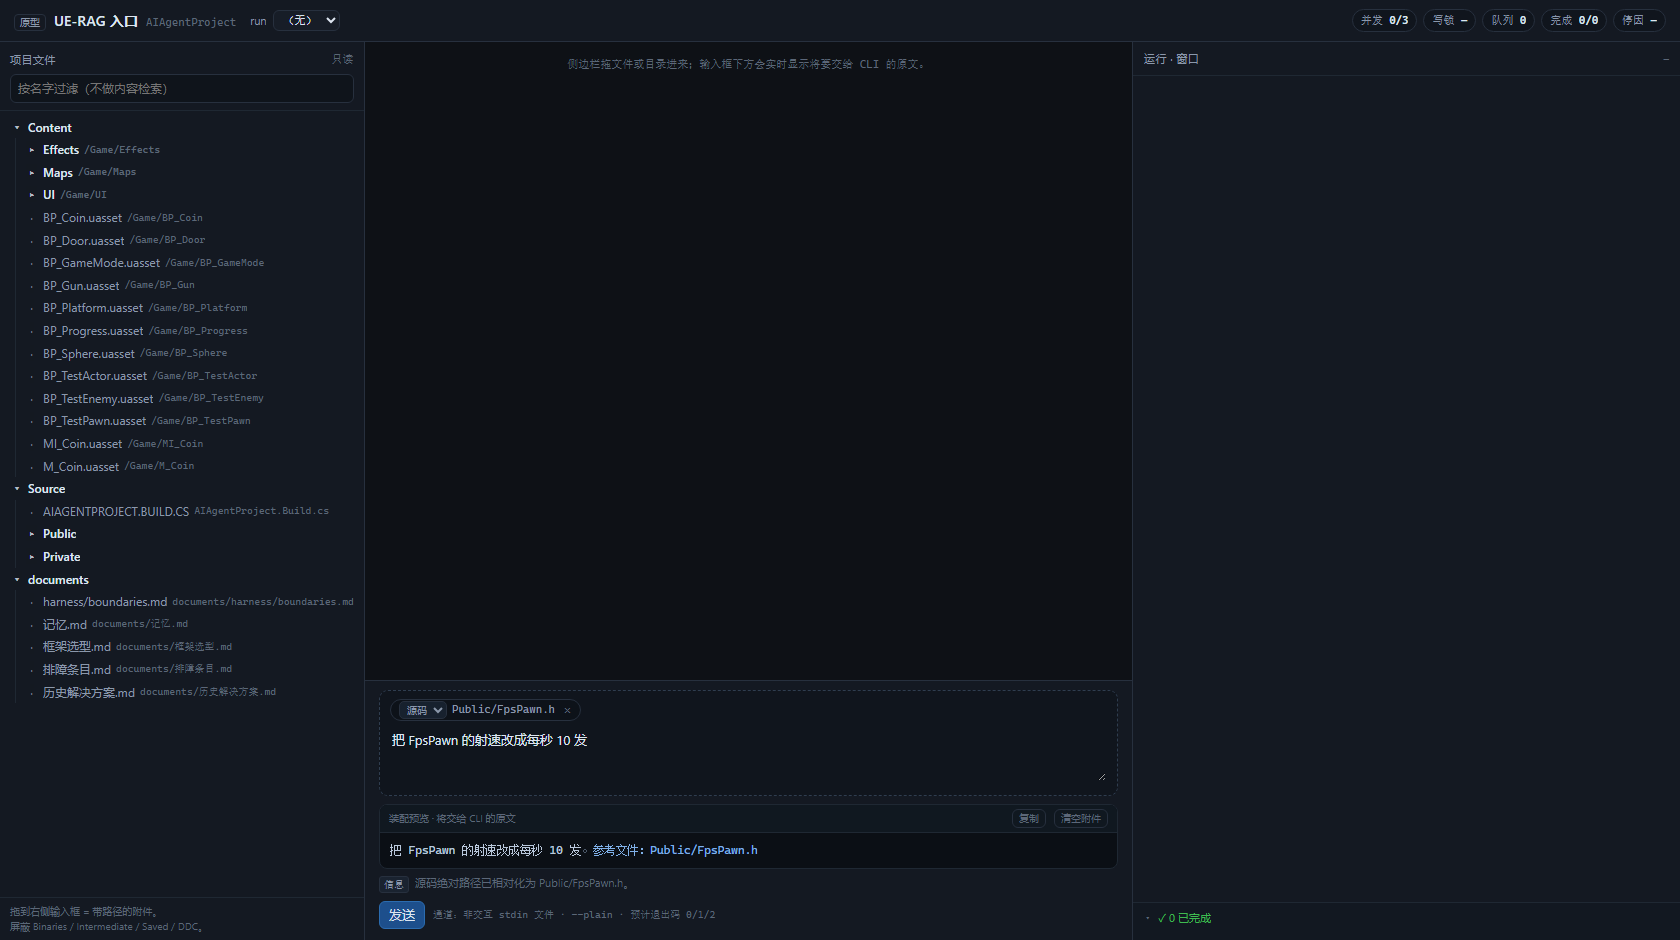 原型 UE-RAG 入口 AIAgentProject run （无）
并发 0/3 写锁 — 队列 0 完成 0/0 停因 —
项目文件 只读
按名字过滤（不做内容检索）
Content
Effects /Game/Effects
Maps /Game/Maps
UI /Game/UI
BP_Coin.uasset /Game/BP_Coin
BP_Door.uasset /Game/BP_Door
BP_GameMode.uasset /Game/BP_GameMode
BP_Gun.uasset /Game/BP_Gun
BP_Platform.uasset /Game/BP_Platform
BP_Progress.uasset /Game/BP_Progress
BP_Sphere.uasset /Game/BP_Sphere
BP_TestActor.uasset /Game/BP_TestActor
BP_TestEnemy.uasset /Game/BP_TestEnemy
BP_TestPawn.uasset /Game/BP_TestPawn
MI_Coin.uasset /Game/MI_Coin
M_Coin.uasset /Game/M_Coin
Source
AIAGENTPROJECT.BUILD.CS AIAgentProject.Build.cs
Public
Private
documents
harness/boundaries.md documents/harness/boundaries.md
记忆.md documents/记忆.md
框架选型.md documents/框架选型.md
排障条目.md documents/排障条目.md
历史解决方案.md documents/历史解决方案.md
拖到右侧输入框 = 带路径的附件。
屏蔽 Binaries / Intermediate / Saved / DDC。
侧边栏拖文件或目录进来; 输入框下方会实时显示将要交给 CLI 的原文。
源码 Public/FpsPawn.h ×
把 FpsPawn 的射速改成每秒 10 发
装配预览 · 将交给 CLI 的原文 复制 清空附件
把 FpsPawn 的射速改成每秒 10 发。参考文件: Public/FpsPawn.h
信息 源码绝对路径已相对化为 Public/FpsPawn.h。
发送 通道: 非交互 stdin 文件 · --plain · 预计退出码 0/1/2
运行 · 窗口 —
✓ 0 已完成